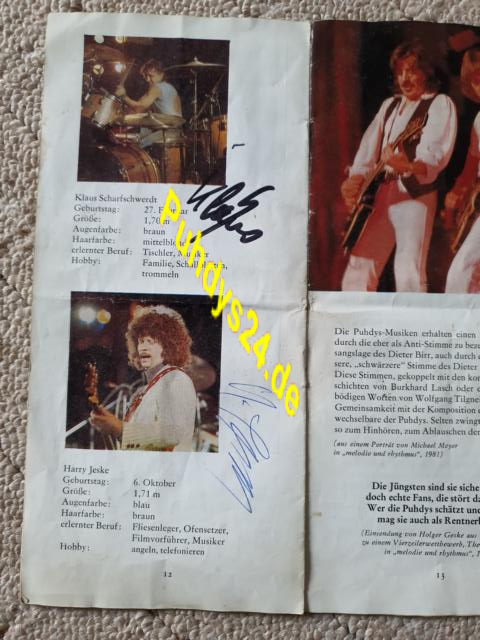 Klaus Scharfschwerdt
Geburtstag: 27.
Größe: 1,70 m
Augenfarbe: braun
Haarfarbe: mittelblond
erlernter Beruf: Tischler, Musiker
Hobby: Familie,
trommeln
Puhdys24.de
Harry Jeske
Geburtstag: 6. Oktober
Größe: 1,71 m
Augenfarbe: blau
Haarfarbe: braun
erlernter Beruf: Fliesenleger, Ofensetzer,
Filmvorführer, Musiker
Hobby: angeln, telefonieren
12
Die Puhdys-Musiken erhalten einen
durch die eher als Anti-Stimme zu beze
sangslage des Dieter Birr, auch durch d
sere, „schwärzere“ Stimme des Dieter
Diese Stimmen, gekoppelt mit den kom
schichten von Burkhard Lasch oder
bödigen Worten von Wolfgang Tilgne
Gemeinsamkeit mit der Komposition
wechselbare der Puhdys. Selten zwingt
so zum Hinhören, zum Ablauschen de
(aus einem Porträt von Michael Meyer
in „melodie und rhythmus“, 1981)
Die Jüngsten sind sie siche
doch echte Fans, die stört da
Wer die Puhdys schätzt und
mag sie auch als Rentnerb
(Einsendung von Holger Geske aus
zu einem Vierzeilerwettbewerb, The
in „melodie und rhythmus“, 1
13